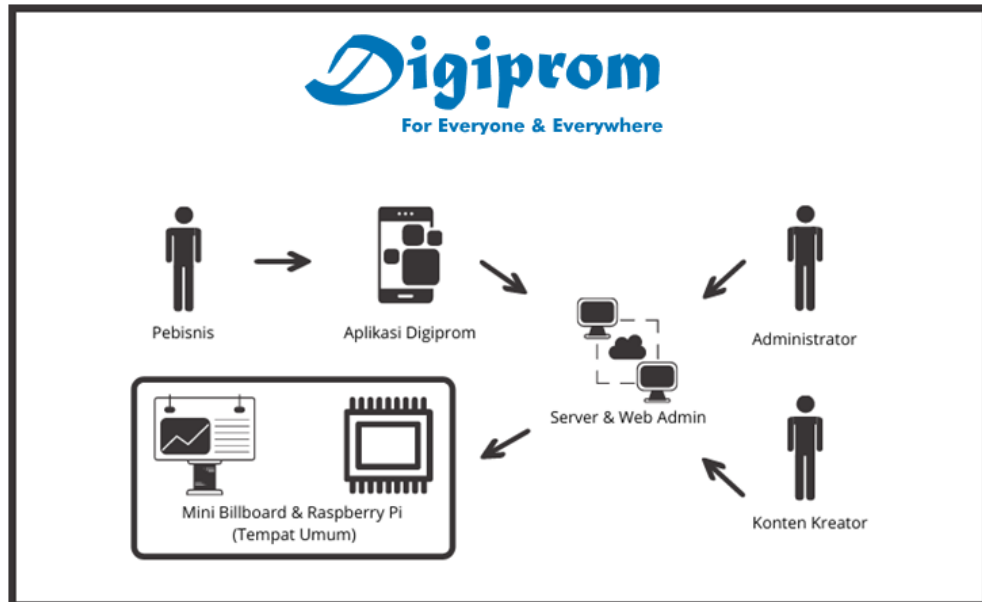 Digiprom
For Everyone & Everywhere
Pebisnis
Aplikasi Digiprom
Administrator
Server & Web Admin
Mini Billboard & Raspberry Pi
(Tempat Umum)
Konten Kreator